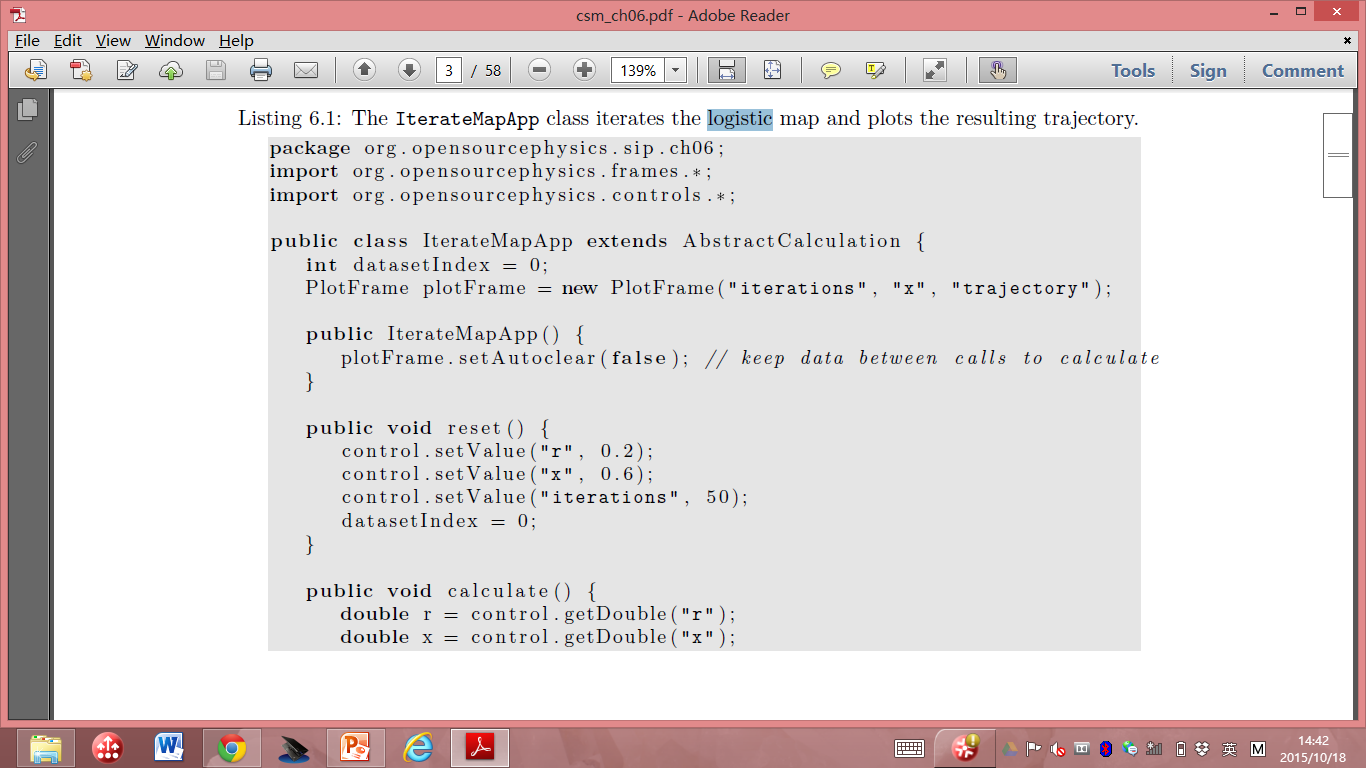 csm_ch06.pdf - Adobe Reader
File Edit View Window Help
3 / 58 139% Tools Sign Comment
Listing 6.1: The IterateMapApp class iterates the logistic map and plots the resulting trajectory.
package org.opensourcephysics.sip.ch06;
import org.opensourcephysics.frames.*;
import org.opensourcephysics.controls.*;
public class IterateMapApp extends AbstractCalculation {
int datasetIndex = 0;
PlotFrame plotFrame = new PlotFrame("iterations", "x", "trajectory");
public IterateMapApp() {
plotFrame.setAutoclear(false); // keep data between calls to calculate
}
public void reset() {
control.setValue("r", 0.2);
control.setValue("x", 0.6);
control.setValue("iterations", 50);
datasetIndex = 0;
}
public void calculate() {
double r = control.getDouble("r");
double x = control.getDouble("x");
英 M 14:42
2015/10/18